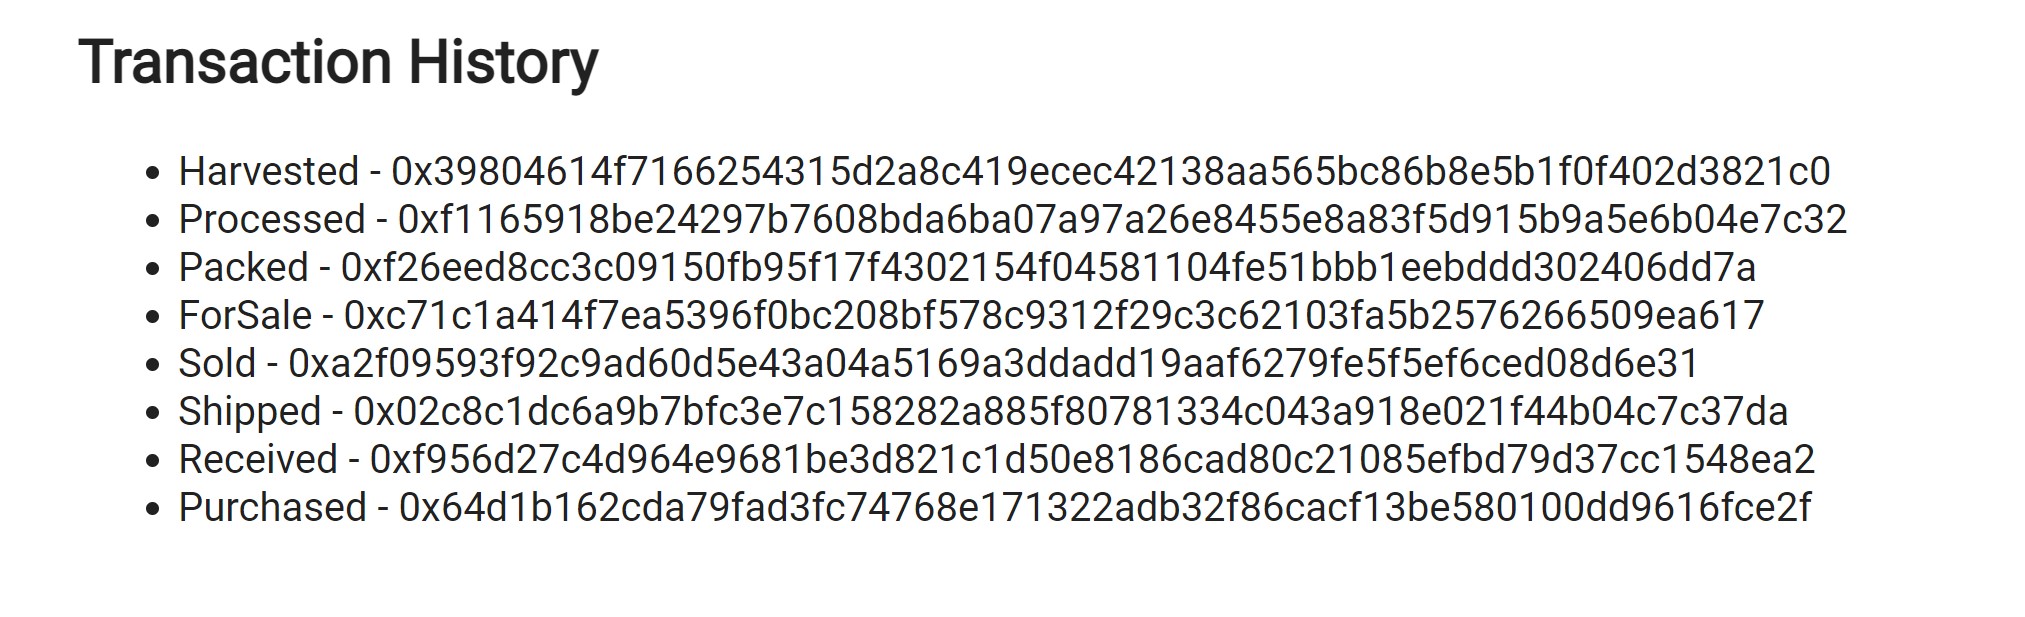 Transaction History
• Harvested - 0x39804614f7166254315d2a8c419ecec42138aa565bc86b8e5b1f0f402d3821c0
• Processed - 0xf1165918be24297b7608bda6ba07a97a26e8455e8a83f5d915b9a5e6b04e7c32
• Packed - 0xf26eed8cc3c09150fb95f17f4302154f04581104fe51bbb1eebddd302406dd7a
• ForSale - 0xc71c1a414f7ea5396f0bc208bf578c9312f29c3c62103fa5b2576266509ea617
• Sold - 0xa2f09593f92c9ad60d5e43a04a5169a3ddadd19aaf6279fe5f5ef6ced08d6e31
• Shipped - 0x02c8c1dc6a9b7bfc3e7c158282a885f80781334c043a918e021f44b04c7c37da
• Received - 0xf956d27c4d964e9681be3d821c1d50e8186cad80c21085efbd79d37cc1548ea2
• Purchased - 0x64d1b162cda79fad3fc74768e171322adb32f86cacf13be580100dd9616fce2f